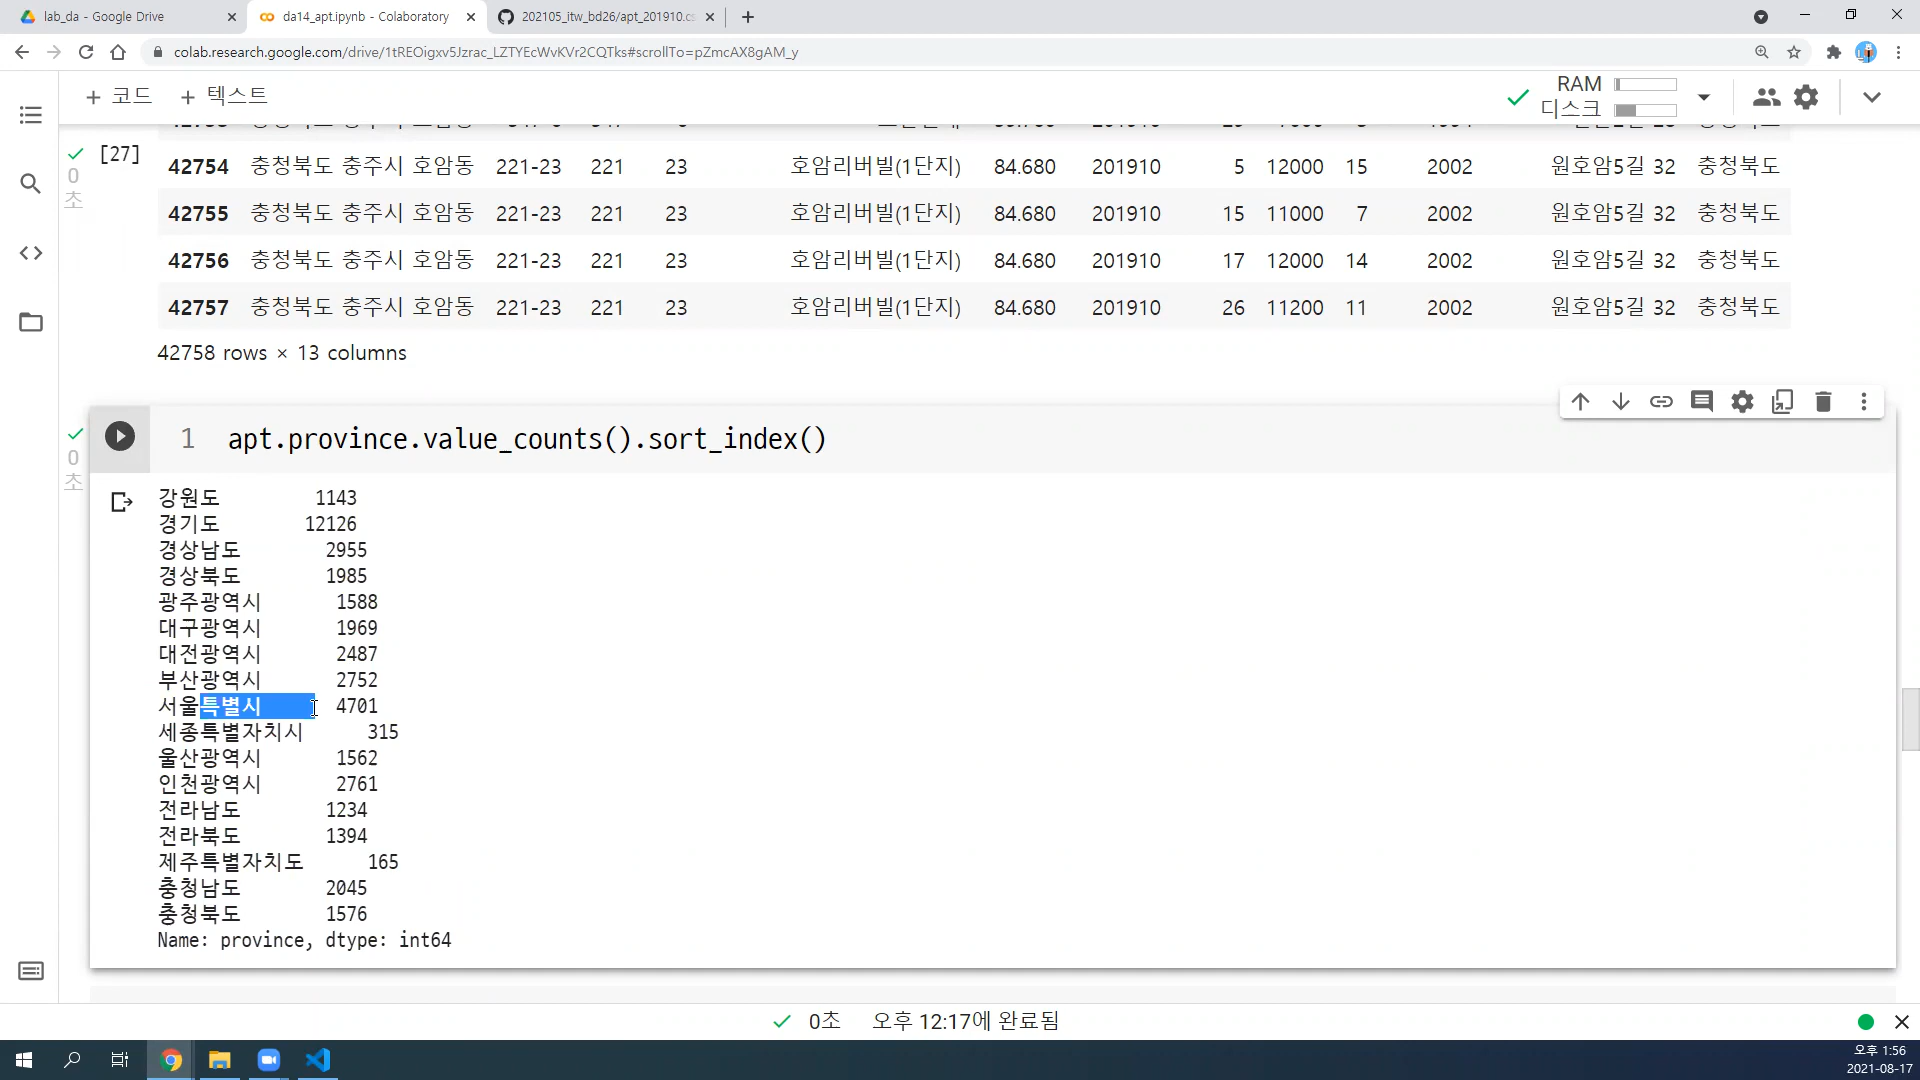 lab_da - Google Drive
da14_apt.ipynb - Colaboratory
202105_itw_bd26/apt_201910.cs
colab.research.google.com/drive/1tREOigxv5Jzrac_LZTYEcWvKVr2CQTks#scrollTo=pZmcAX8gAM_y
+ 코드 + 텍스트
RAM
디스크
[27]
0
초
42754 충청북도 충주시 호암동 221-23 221 23 호암리버빌(1단지) 84.680 201910 5 12000 15 2002 원호암5길 32 충청북도
42755 충청북도 충주시 호암동 221-23 221 23 호암리버빌(1단지) 84.680 201910 15 11000 7 2002 원호암5길 32 충청북도
42756 충청북도 충주시 호암동 221-23 221 23 호암리버빌(1단지) 84.680 201910 17 12000 14 2002 원호암5길 32 충청북도
42757 충청북도 충주시 호암동 221-23 221 23 호암리버빌(1단지) 84.680 201910 26 11200 11 2002 원호암5길 32 충청북도
42758 rows × 13 columns
0
초
1 apt.province.value_counts().sort_index()
강원도 1143
경기도 12126
경상남도 2955
경상북도 1985
광주광역시 1588
대구광역시 1969
대전광역시 2487
부산광역시 2752
서울특별시 4701
세종특별자치시 315
울산광역시 1562
인천광역시 2761
전라남도 1234
전라북도 1394
제주특별자치도 165
충청남도 2045
충청북도 1576
Name: province, dtype: int64
0초 오후 12:17에 완료됨
오후 1:56
2021-08-17